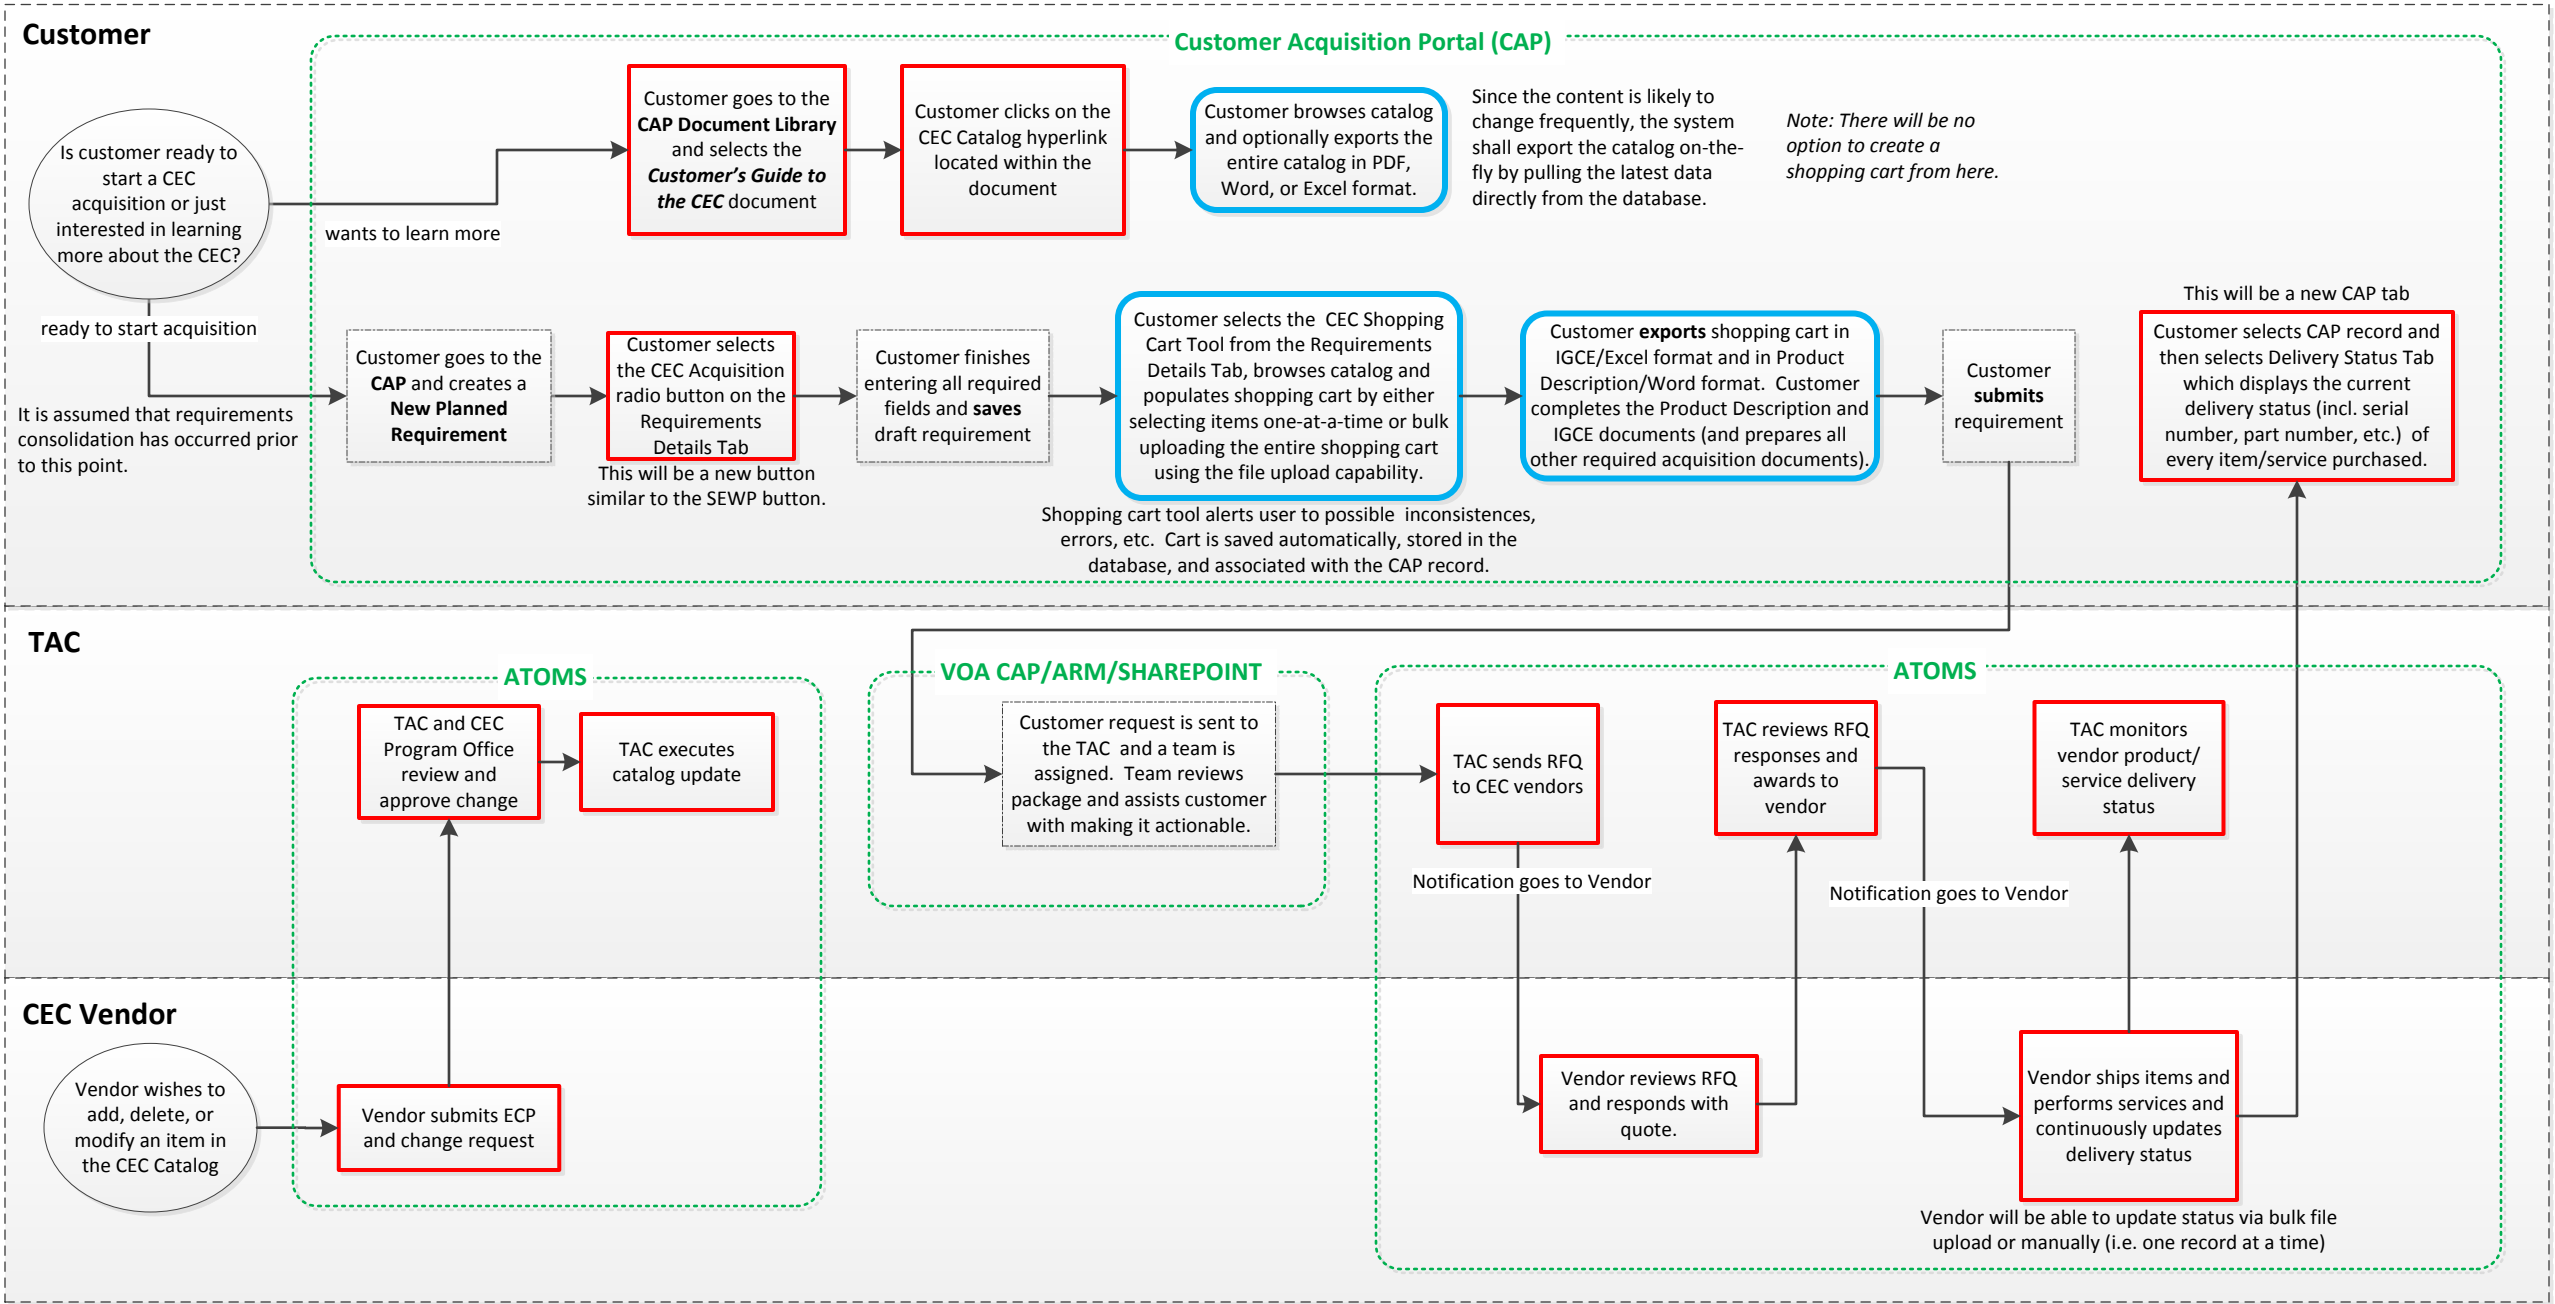 Customer
Customer Acquisition Portal (CAP)
Is customer ready to
start a CEC
acquisition or just
interested in learning
more about the CEC?
wants to learn more
Customer goes to the
CAP Document Library
and selects the
Customer's Guide to
the CEC document
Customer clicks on the
CEC Catalog hyperlink
located within the
document
Customer browses catalog
and optionally exports the
entire catalog in PDF,
Word, or Excel format.
Since the content is likely to
change frequently, the system
shall export the catalog on-the-
fly by pulling the latest data
directly from the database.
Note: There will be no
option to create a
shopping cart from here.
ready to start acquisition
It is assumed that requirements
consolidation has occurred prior
to this point.
Customer goes to the
CAP and creates a
New Planned
Requirement
Customer selects
the CEC Acquisition
radio button on the
Requirements
Details Tab
This will be a new button
similar to the SEWP button.
Customer finishes
entering all required
fields and saves
draft requirement
Customer selects the CEC Shopping
Cart Tool from the Requirements
Details Tab, browses catalog and
populates shopping cart by either
selecting items one-at-a-time or bulk
uploading the entire shopping cart
using the file upload capability.
Shopping cart tool alerts user to possible inconsistences,
errors, etc. Cart is saved automatically, stored in the
database, and associated with the CAP record.
Customer exports shopping cart in
IGCE/Excel format and in Product
Description/Word format. Customer
completes the Product Description and
IGCE documents (and prepares all
other required acquisition documents).
Customer
submits
requirement
This will be a new CAP tab
Customer selects CAP record and
then selects Delivery Status Tab
which displays the current
delivery status (incl. serial
number, part number, etc.) of
every item/service purchased.
TAC
ATOMS
TAC and CEC
Program Office
review and
approve change
TAC executes
catalog update
VOA CAP/ARM/SHAREPOINT
Customer request is sent to
the TAC and a team is
assigned. Team reviews
package and assists customer
with making it actionable.
ATOMS
TAC sends RFQ
to CEC vendors
Notification goes to Vendor
TAC reviews RFQ
responses and
awards to
vendor
Notification goes to Vendor
TAC monitors
vendor product/
service delivery
status
CEC Vendor
Vendor wishes to
add, delete, or
modify an item in
the CEC Catalog
Vendor submits ECP
and change request
Vendor reviews RFQ
and responds with
quote.
Vendor ships items and
performs services and
continuously updates
delivery status
Vendor will be able to update status via bulk file
upload or manually (i.e. one record at a time)